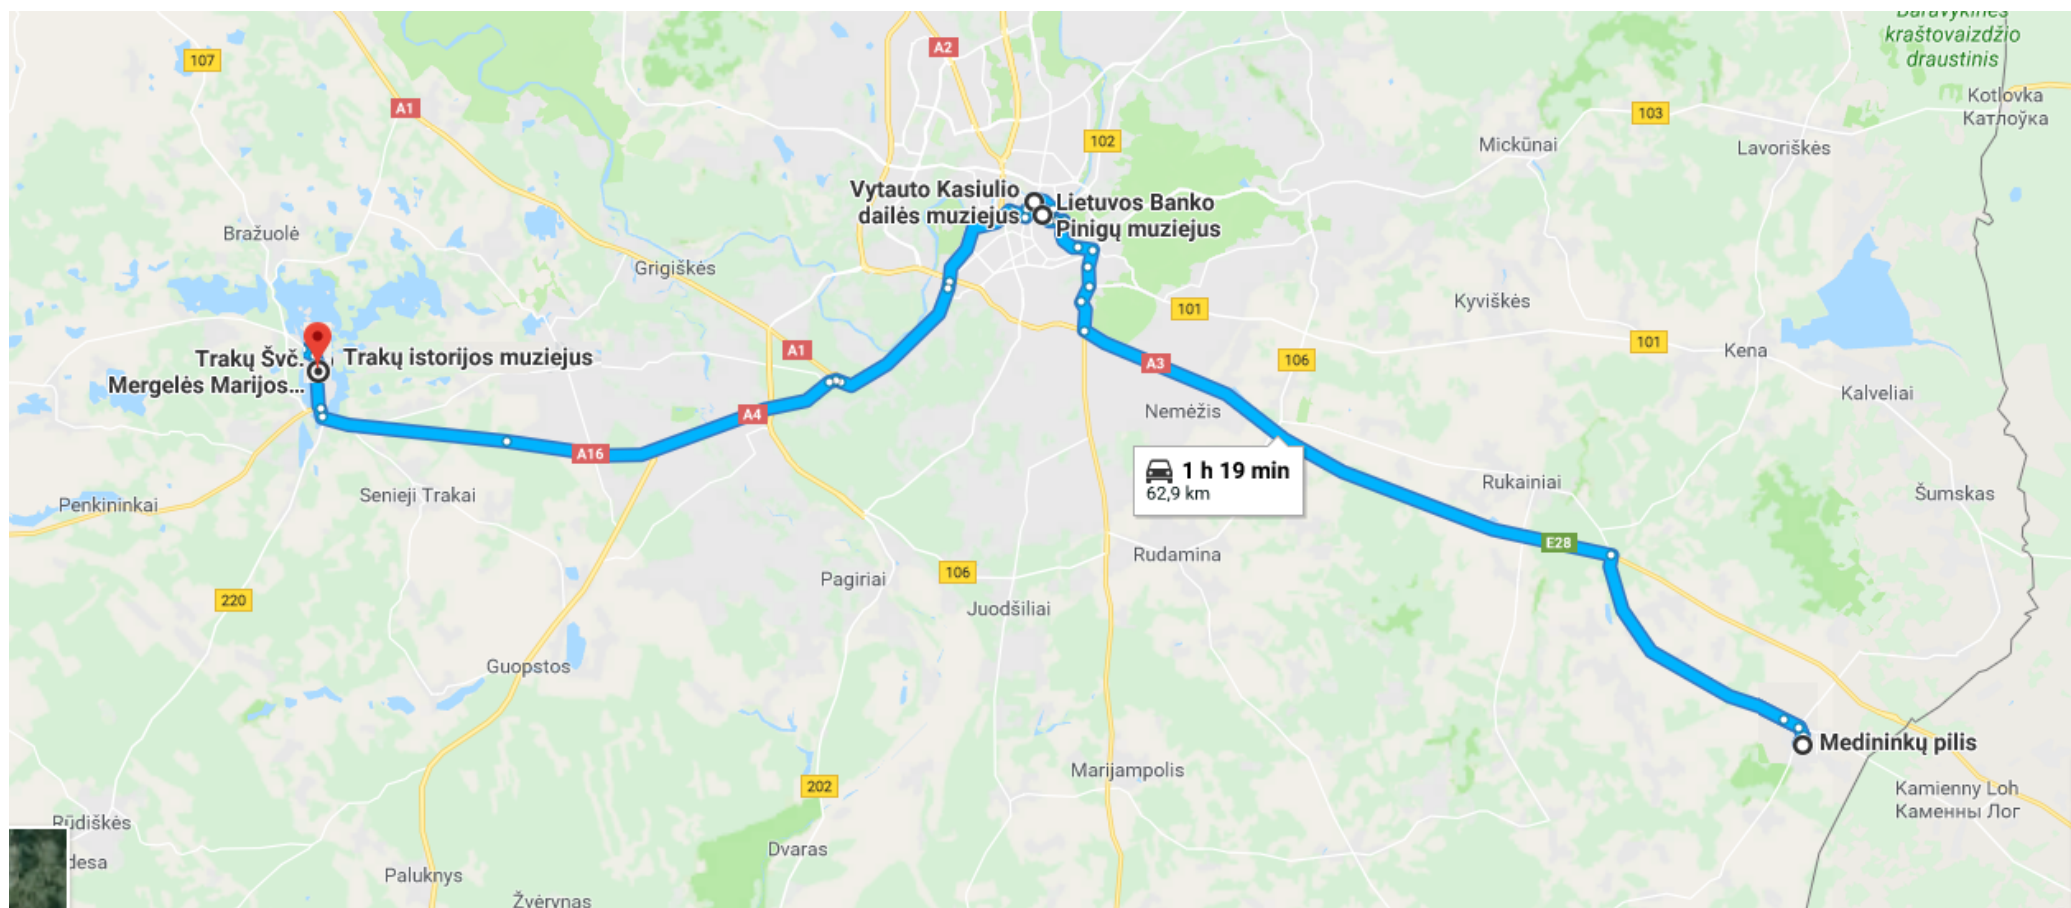 Daravykinės
kraštovaizdžio
draustinis
A2
107
Kotlovka
Катлоўка
A1
103
102
Mickūnai
Lavoriškės
Vytauto Kasiulio
dailės muziejus
Lietuvos Banko
Pinigų muziejus
Bražuolė
Grigiškės
Kyviškės
101
101
A1
Kena
Trakų Švč.
Mergelės Marijos...
Trakų istorijos muziejus
A3
106
Kalveliai
Nemėžis
A4
A16
1 h 19 min
62,9 km
Rukainiai
Šumskas
Senieji Trakai
Penkininkai
E28
Rudamina
106
Pagiriai
220
Juodšiliai
Guopstos
Medininkų pilis
Marijampolis
202
Kamienny Loh
Каменны Лог
Rūdiškės
desa
Dvaras
Paluknys
Žvėrynas